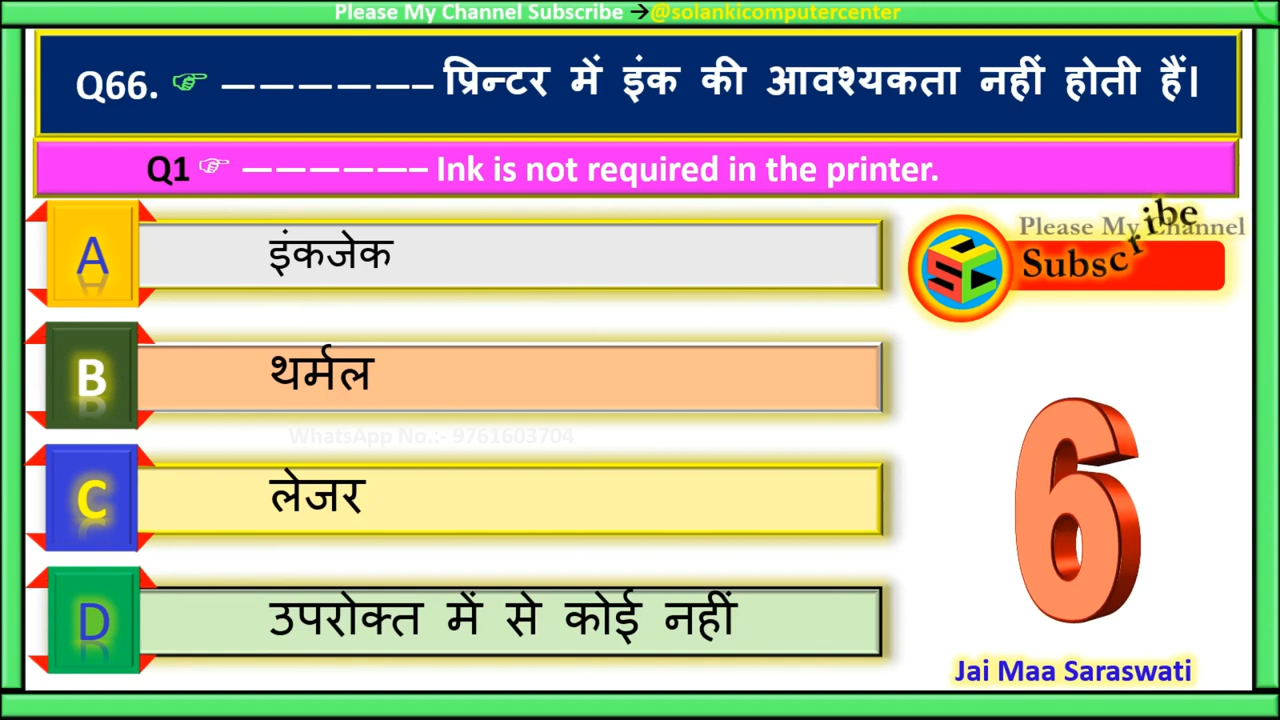 Please My Channel Subscribe →@solankicomputercenter
Q66. ☞ —————— प्रिन्टर में इंक की आवश्यकता नहीं होती हैं।
Q1 ☞ —————— Ink is not required in the printer.
A इंकजेक
Please My Channel
Subscribe
SCC
B थर्मल
WhatsApp No.:- 9761603704
C लेजर
6
D उपरोक्त में से कोई नहीं
Jai Maa Saraswati